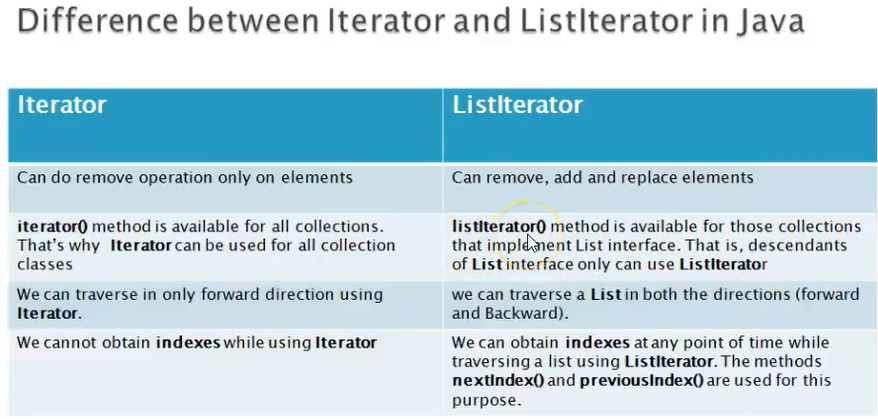 Difference between Iterator and ListIterator in Java
Iterator
ListIterator
Can do remove operation only on elements
Can remove, add and replace elements
iterator() method is available for all collections.
That's why Iterator can be used for all collection
classes
listIterator() method is available for those collections
that implement List interface. That is, descendants
of List interface only can use ListIterator
We can traverse in only forward direction using
Iterator.
we can traverse a List in both the directions (forward
and Backward).
We cannot obtain indexes while using Iterator
We can obtain indexes at any point of time while
traversing a list using ListIterator. The methods
nextIndex() and previousIndex() are used for this
purpose.